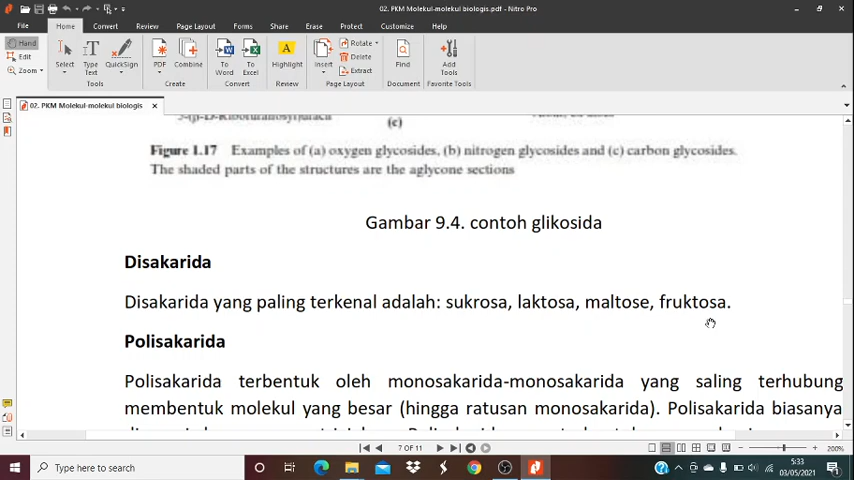 02. PKM Molekul-molekul biologis.pdf - Nitro Pro
File Home Convert Review Page Layout Forms Share Erase Protect Customize Help
Hand
Edit
Zoom
Select
Type Text
QuickSign
Tools
PDF
Combine
Create
To Word
To Excel
Convert
Highlight
Review
Insert
Rotate
Delete
Extract
Page Layout
Find
Document
Add Tools
Favorite Tools
02. PKM Molekul-molekul biologis
(c)
Figure 1.17 Examples of (a) oxygen glycosides, (b) nitrogen glycosides and (c) carbon glycosides.
The shaded parts of the structures are the aglycone sections
Gambar 9.4. contoh glikosida
Disakarida
Disakarida yang paling terkenal adalah: sukrosa, laktosa, maltose, fruktosa.
Polisakarida
Polisakarida terbentuk oleh monosakarida-monosakarida yang saling terhubung
membentuk molekul yang besar (hingga ratusan monosakarida). Polisakarida biasanya
7 OF 11
200%
Type here to search
5:33
03/05/2021